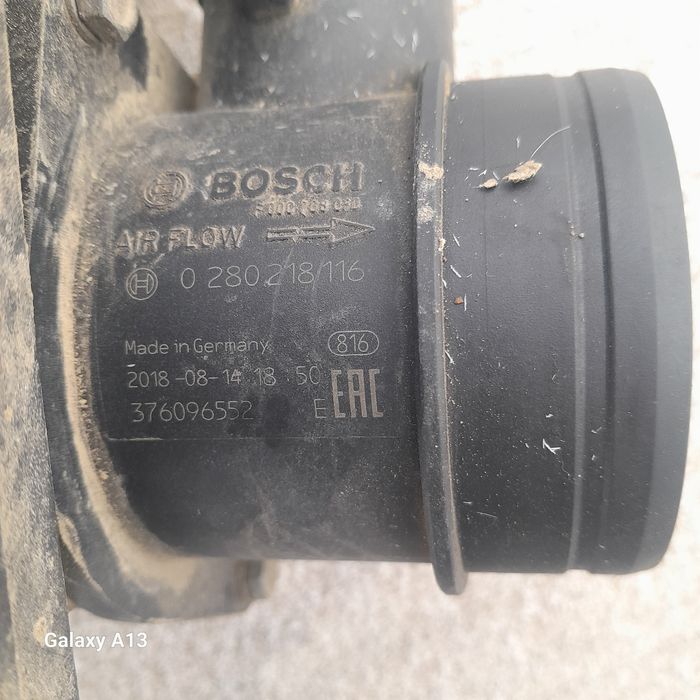 BOSCH
AIR FLOW
0 280 218 116
Made in Germany 816
2018-08-14 18 50
376096552 E EAC
Galaxy A13